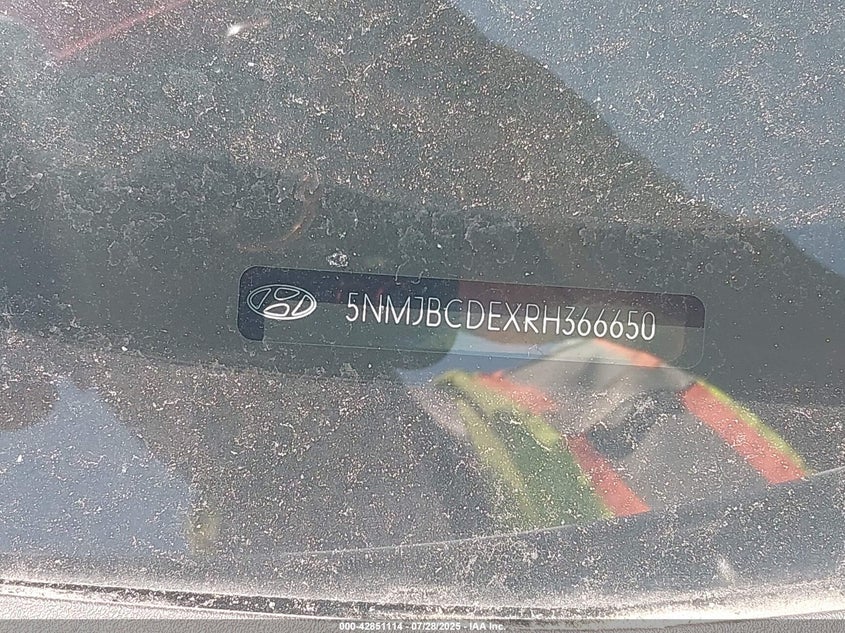 5NMJBCDEXRH366650
000-42851114 - 07/28/2025 - IAA Inc.